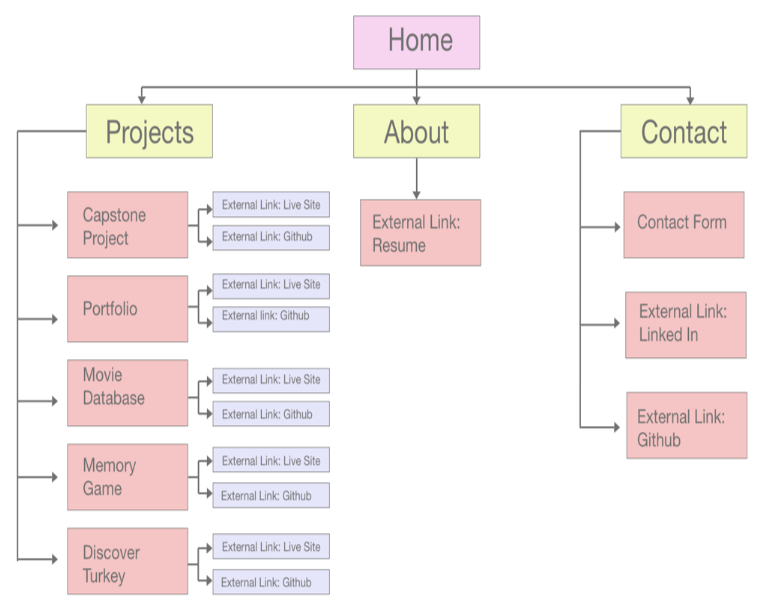 Home
Projects
About
Contact
Capstone
Project
External Link: Live Site
External Link: Github
Portfolio
External Link: Live Site
External link: Github
Movie
Database
External Link: Live Site
External Link: Github
Memory
Game
External Link: Live Site
External Link: Github
Discover
Turkey
External Link: Live Site
External Link: Github
External Link:
Resume
Contact Form
External Link:
Linked In
External Link:
Github